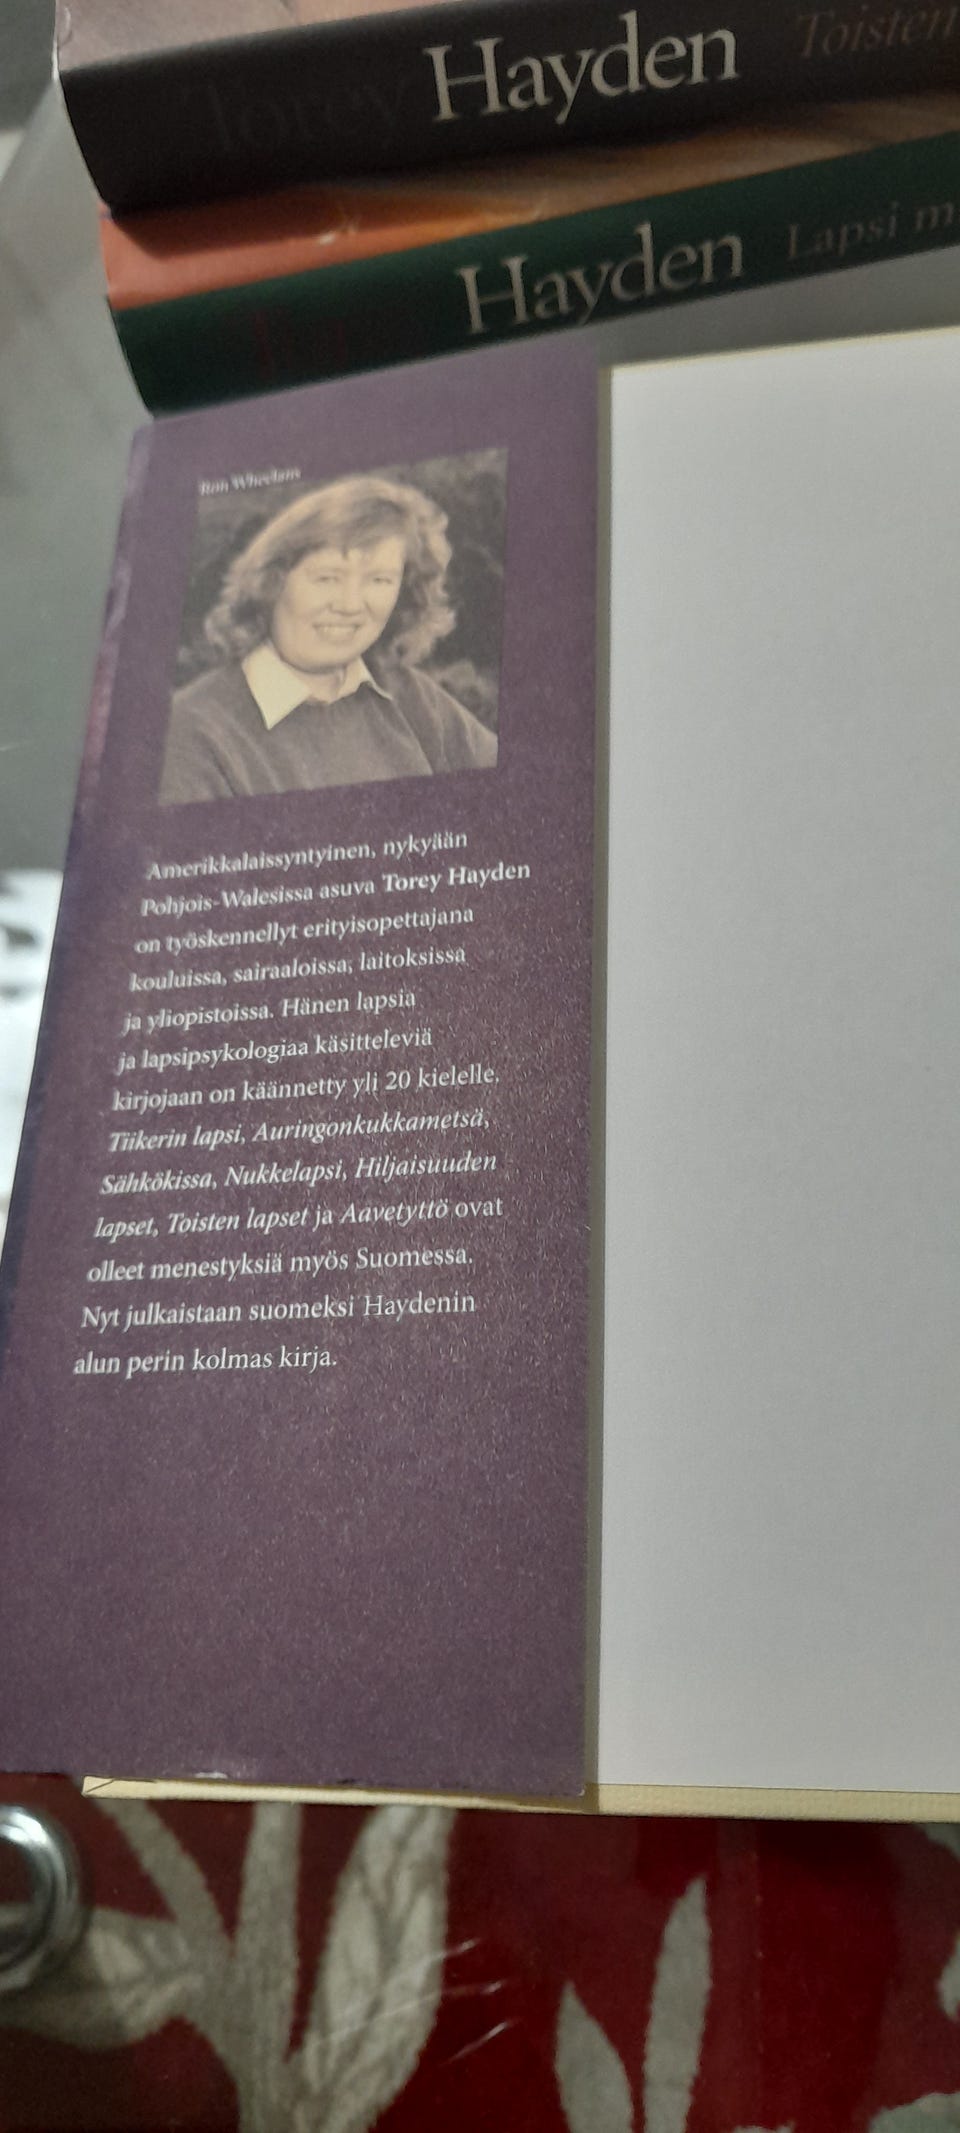 Torey Hayden Toisten
Hayden Lapsi m
Ron Wheelans
Amerikkalaissyntyinen, nykyään
Pohjois-Walesissa asuva Torey Hayden
on työskennellyt erityisopettajana
kouluissa, sairaaloissa, laitoksissa
ja yliopistoissa. Hänen lapsia
ja lapsipsykologiaa käsitteleviä
kirjojaan on käännetty yli 20 kielelle.
Tiikerin lapsi, Auringonkukkametsä,
Sähkökissa, Nukkelapsi, Hiljaisuuden
lapset, Toisten lapset ja Aavetyttö ovat
olleet menestyksiä myös Suomessa.
Nyt julkaistaan suomeksi Haydenin
alun perin kolmas kirja.